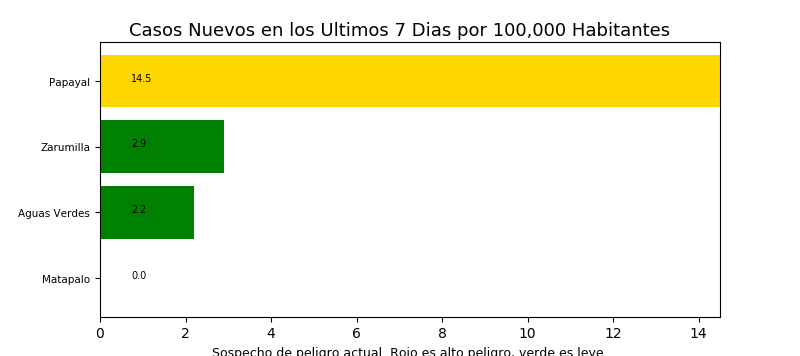 Casos Nuevos en los Ultimos 7 Dias por 100,000 Habitantes
Papayal 14.5
Zarumilla 2.9
Aguas Verdes 2.2
Matapalo 0.0
0 2 4 6 8 10 12 14
Sospecho de peligro actual. Rojo es alto peligro, verde es leve